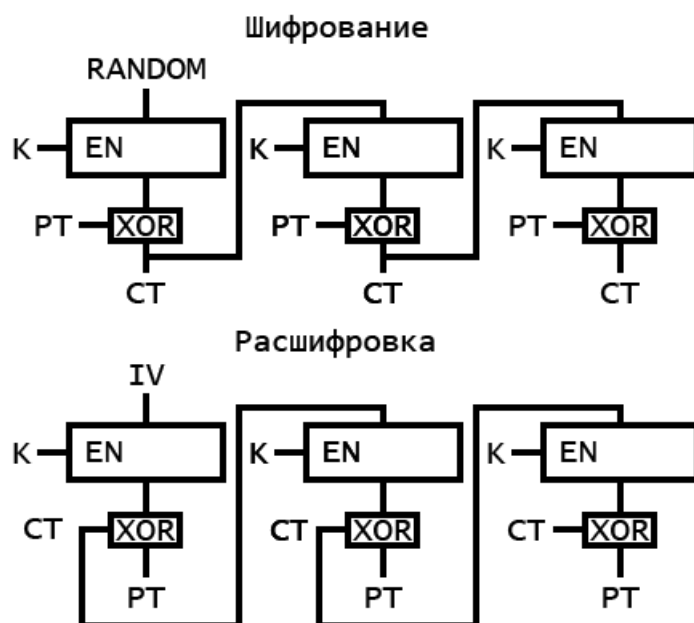 Шифрование
RANDOM
K EN K EN K EN
PT XOR PT XOR PT XOR
CT CT CT
Расшифровка
IV
K EN K EN K EN
CT XOR CT XOR CT XOR
PT PT PT